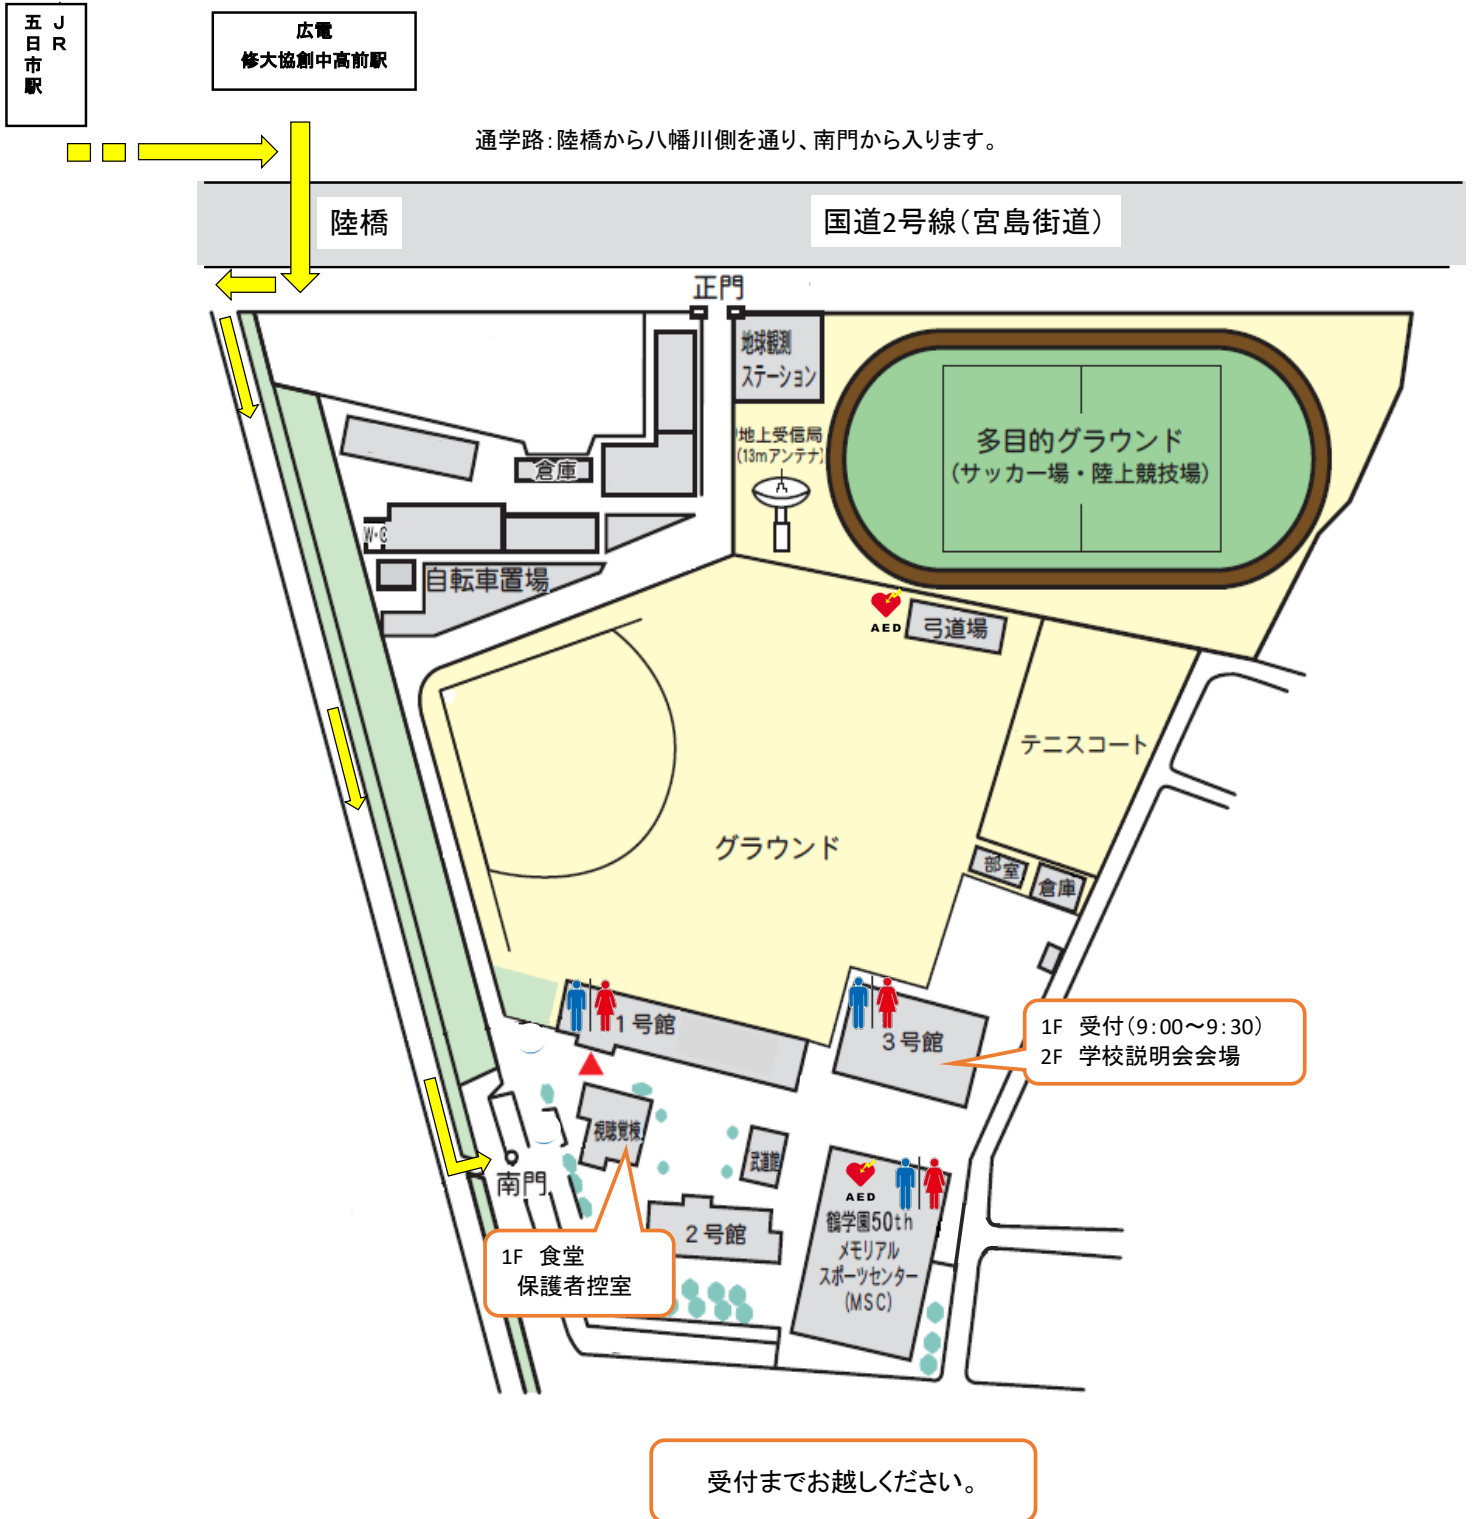 JR
五日市駅
広電
修大協創中高前駅
通学路：陸橋から八幡川側を通り、南門から入ります。
陸橋
国道2号線（宮島街道）
正門
地球観測
ステーション
地上受信局
(13mアンテナ)
多目的グラウンド
(サッカー場・陸上競技場)
倉庫
W・C
自転車置場
AED
弓道場
テニスコート
グラウンド
部室
倉庫
1号館
3号館
1F 受付（9：00～9：30）
2F 学校説明会会場
視聴覚棟
武道館
南門
2号館
AED
鶴学園50th
メモリアル
スポーツセンター
(MSC)
1F 食堂
保護者控室
受付までお越しください。